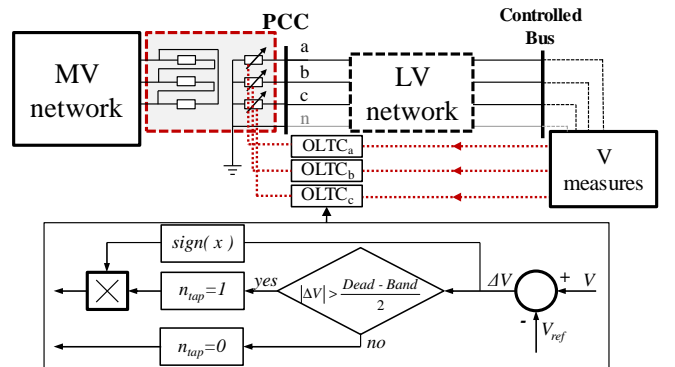 PCC
Controlled
Bus
MV
network
a
b
c
n
LV
network
V
measures
OLTCa
OLTCb
OLTCc
sign( x )
ntap=1
yes
|ΔV| > Dead - Band
2
ΔV
+
V
-
Vref
no
ntap=0